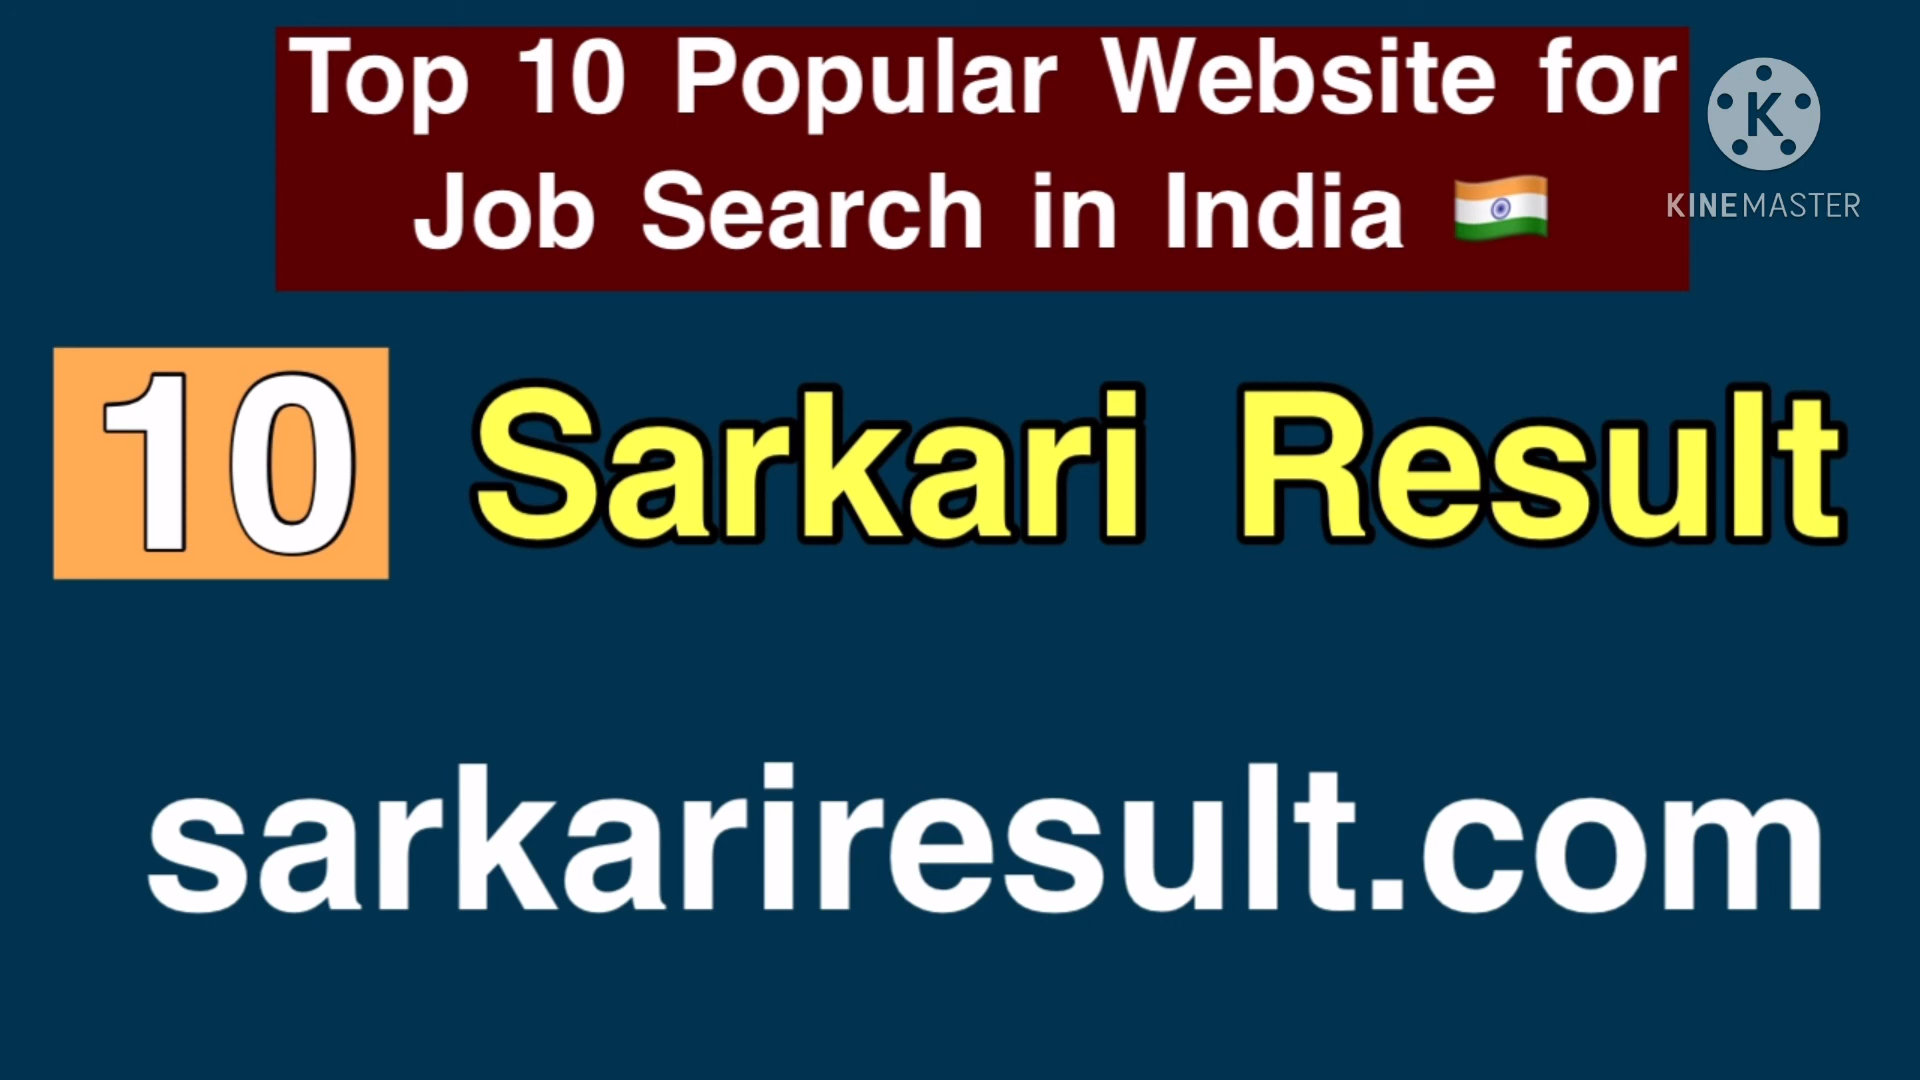 Top 10 Popular Website for
Job Search in India 🇮🇳
K
KINEMASTER
10 Sarkari Result
sarkariresult.com